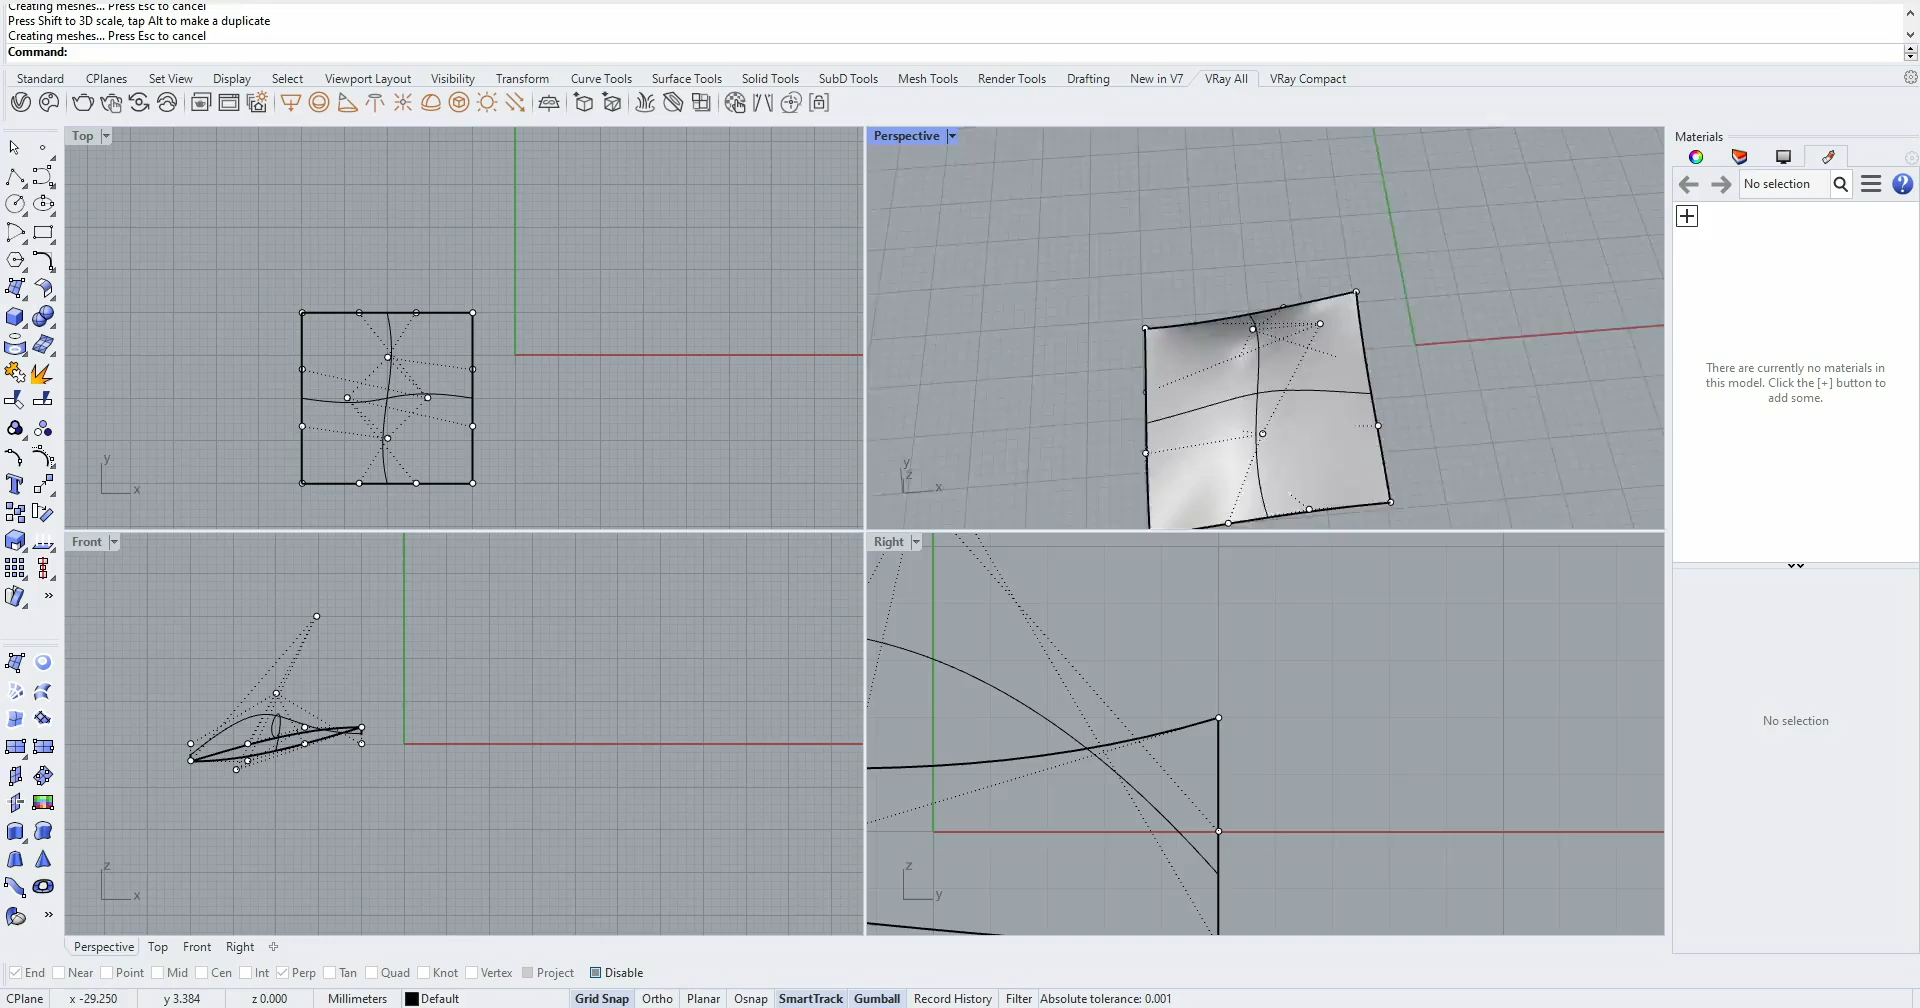 Creating meshes... Press Esc to cancel
Press Shift to 3D scale, tap Alt to make a duplicate
Creating meshes... Press Esc to cancel
Command:
Standard CPlanes Set View Display Select Viewport Layout Visibility Transform Curve Tools Surface Tools Solid Tools SubD Tools Mesh Tools Render Tools Drafting New in V7 VRay All VRay Compact
Top
Perspective
Materials
No selection
There are currently no materials in
this model. Click the [+] button to
add some.
y
x
y
z
x
Front
Right
No selection
z
x
z
y
Perspective Top Front Right
End Near Point Mid Cen Int Perp Tan Quad Knot Vertex Project Disable
CPlane x -29.250 y 3.384 z 0.000 Millimeters Default Grid Snap Ortho Planar Osnap SmartTrack Gumball Record History Filter Absolute tolerance: 0.001